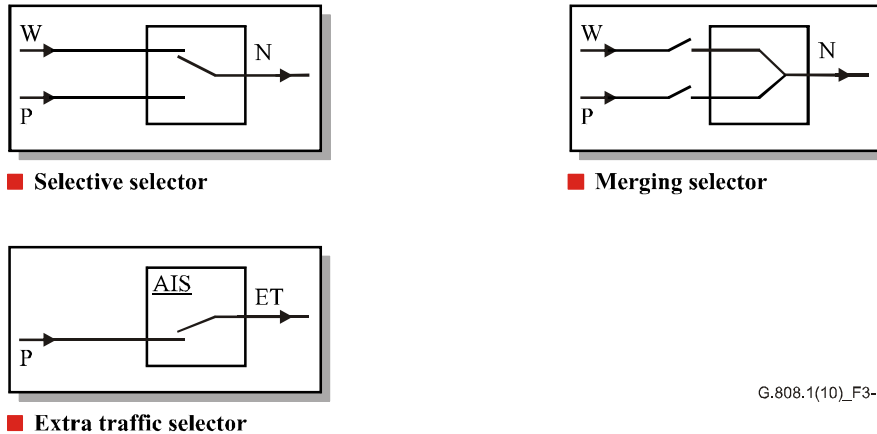 W
N
P
Selective selector
W
N
P
Merging selector
AIS
ET
P
Extra traffic selector
G.808.1(10)_F3-